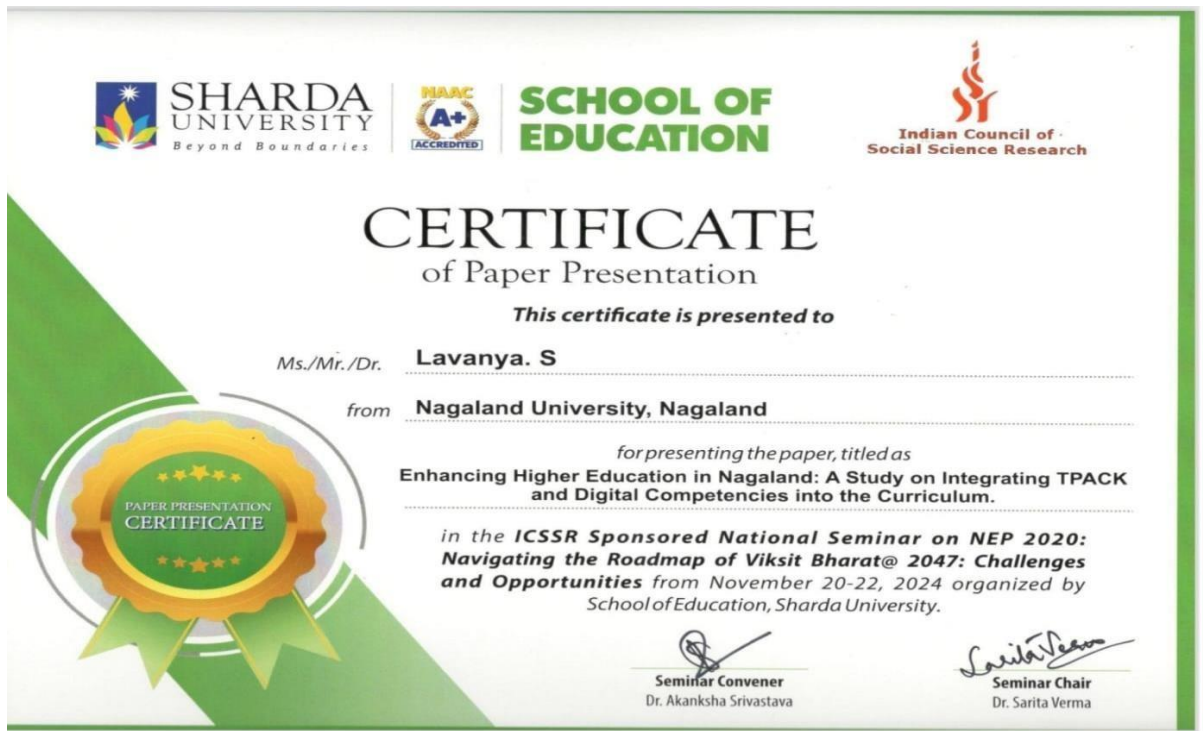 SHARDA
UNIVERSITY
Beyond Boundaries
NAAC
A+
ACCREDITED
SCHOOL OF
EDUCATION
Indian Council of
Social Science Research
CERTIFICATE
of Paper Presentation
This certificate is presented to
Ms./Mr./Dr. Lavanya. S
from Nagaland University, Nagaland
for presenting the paper, titled as
Enhancing Higher Education in Nagaland: A Study on Integrating TPACK
and Digital Competencies into the Curriculum.
in the ICSSR Sponsored National Seminar on NEP 2020:
Navigating the Roadmap of Viksit Bharat@ 2047: Challenges
and Opportunities from November 20-22, 2024 organized by
School of Education, Sharda University.
PAPER PRESENTATION
CERTIFICATE
Sarita Verma
Seminar Convener
Dr. Akanksha Srivastava
Seminar Chair
Dr. Sarita Verma